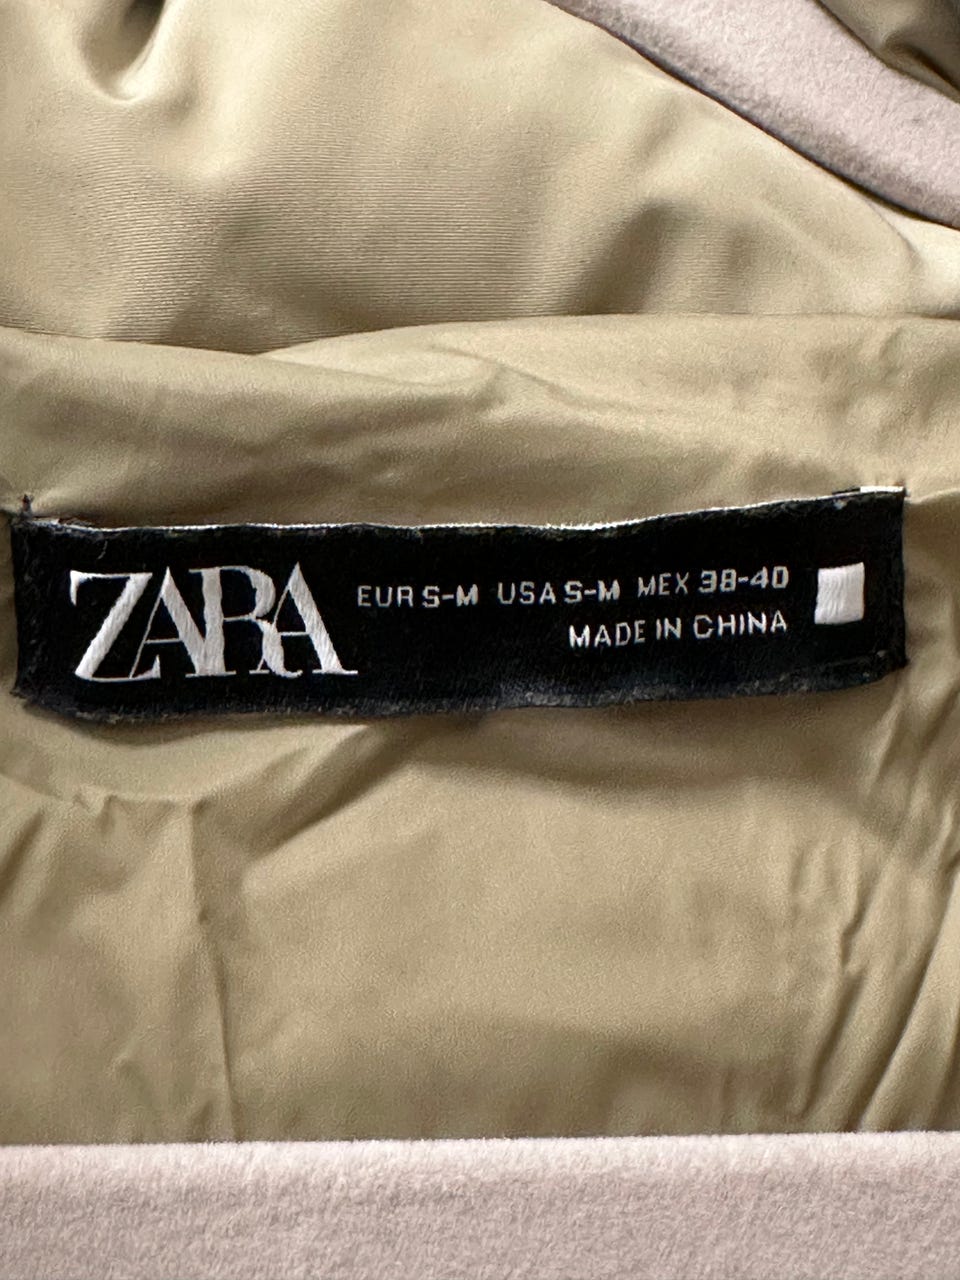 ZARA EUR S-M USA S-M MEX 38-40
MADE IN CHINA